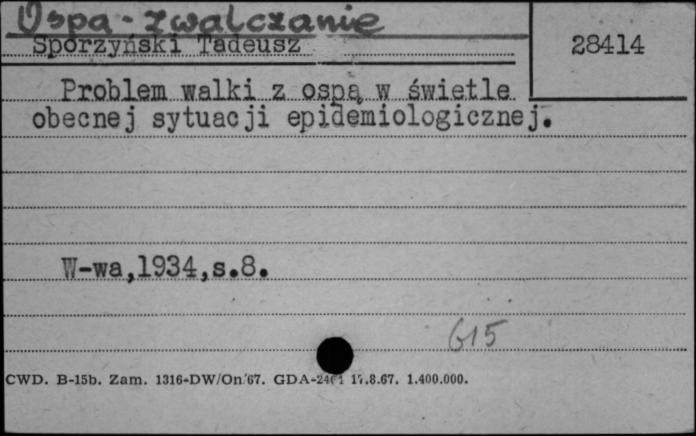 Ospa - zwalczanie
Sporzyński Tadeusz
28414
Problem walki z ospą w świetle
obecnej sytuacji epidemiologicznej.
W-wa,1934,s.8.
615
CWD. B-15b. Zam. 1316-DW/On/67. GDA- 17.8.67. 1.400.000.